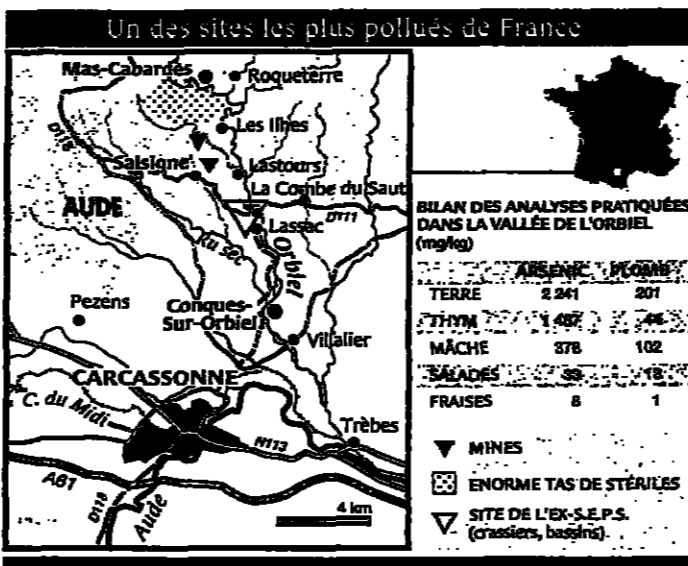 Un des sites les plus pollués de France
Mas-Cabardès
Roqueterre
Les Ilhes
D118
Salsigne
Lastours
La Combe du Saut
AUDE
D111
Lassac
Ru sec
Orbiel
Pezens
Conques-
Sur-Orbiel
Villalier
CARCASSONNE
C. du Midi
Trèbes
N113
A61
D118
Aude
4 km
BILAN DES ANALYSES PRATIQUÉES
DANS LA VALLÉE DE L'ORBIEL
(mg/kg)
ARSENIC PLOMB
TERRE 2 241 201
THYM 1 487
MÂCHE 378 102
SALADES
FRAISES 8 1
MINES
ENORME TAS DE STÉRILES
SITE DE L'EX-S.E.P.S.
(crassiers, bassins)